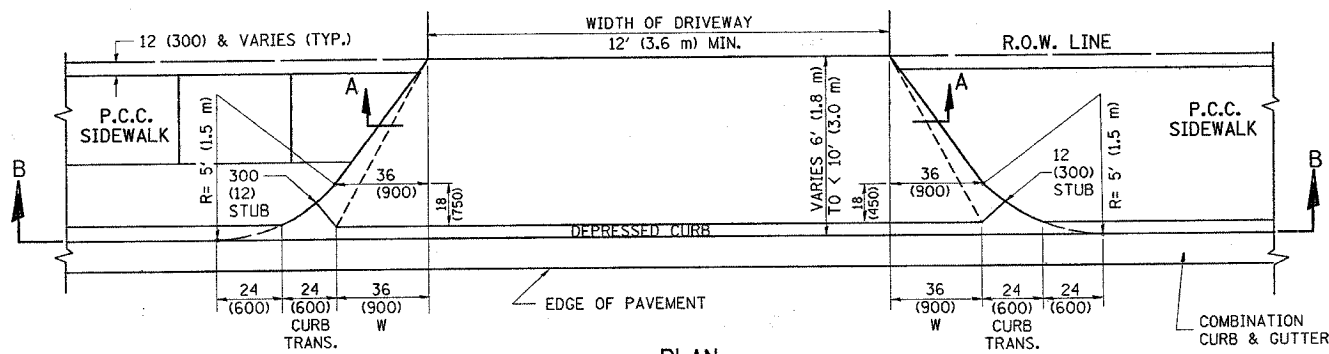 12 (300) & VARIES (TYP.)
WIDTH OF DRIVEWAY
12' (3.6 m) MIN.
R.O.W. LINE
P.C.C.
SIDEWALK
A
A
P.C.C.
SIDEWALK
B
B
R= 5' (1.5 m)
300
(12)
STUB
36
(900)
18
(750)
VARIES 6' (1.8 m)
TO < 10' (3.0 m)
36
(900)
18
(450)
12
(300)
STUB
R= 5' (1.5 m)
DEPRESSED CURB
24
(600)
24
(600)
CURB
TRANS.
36
(900)
W
EDGE OF PAVEMENT
36
(900)
W
24
(600)
CURB
TRANS.
24
(600)
COMBINATION
CURB & GUTTER
PLAN